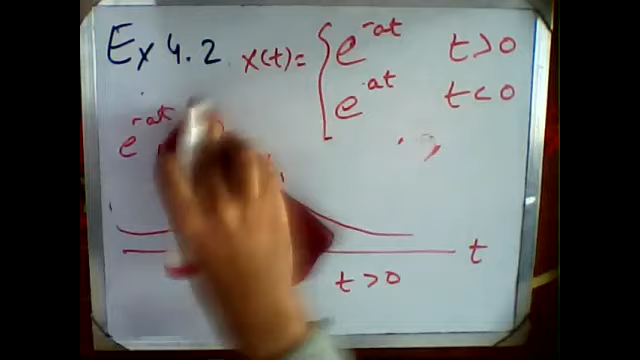 Ex 4.2 x(t)= { e^-at t>0
e^at t<0
e^-at
t
t>0